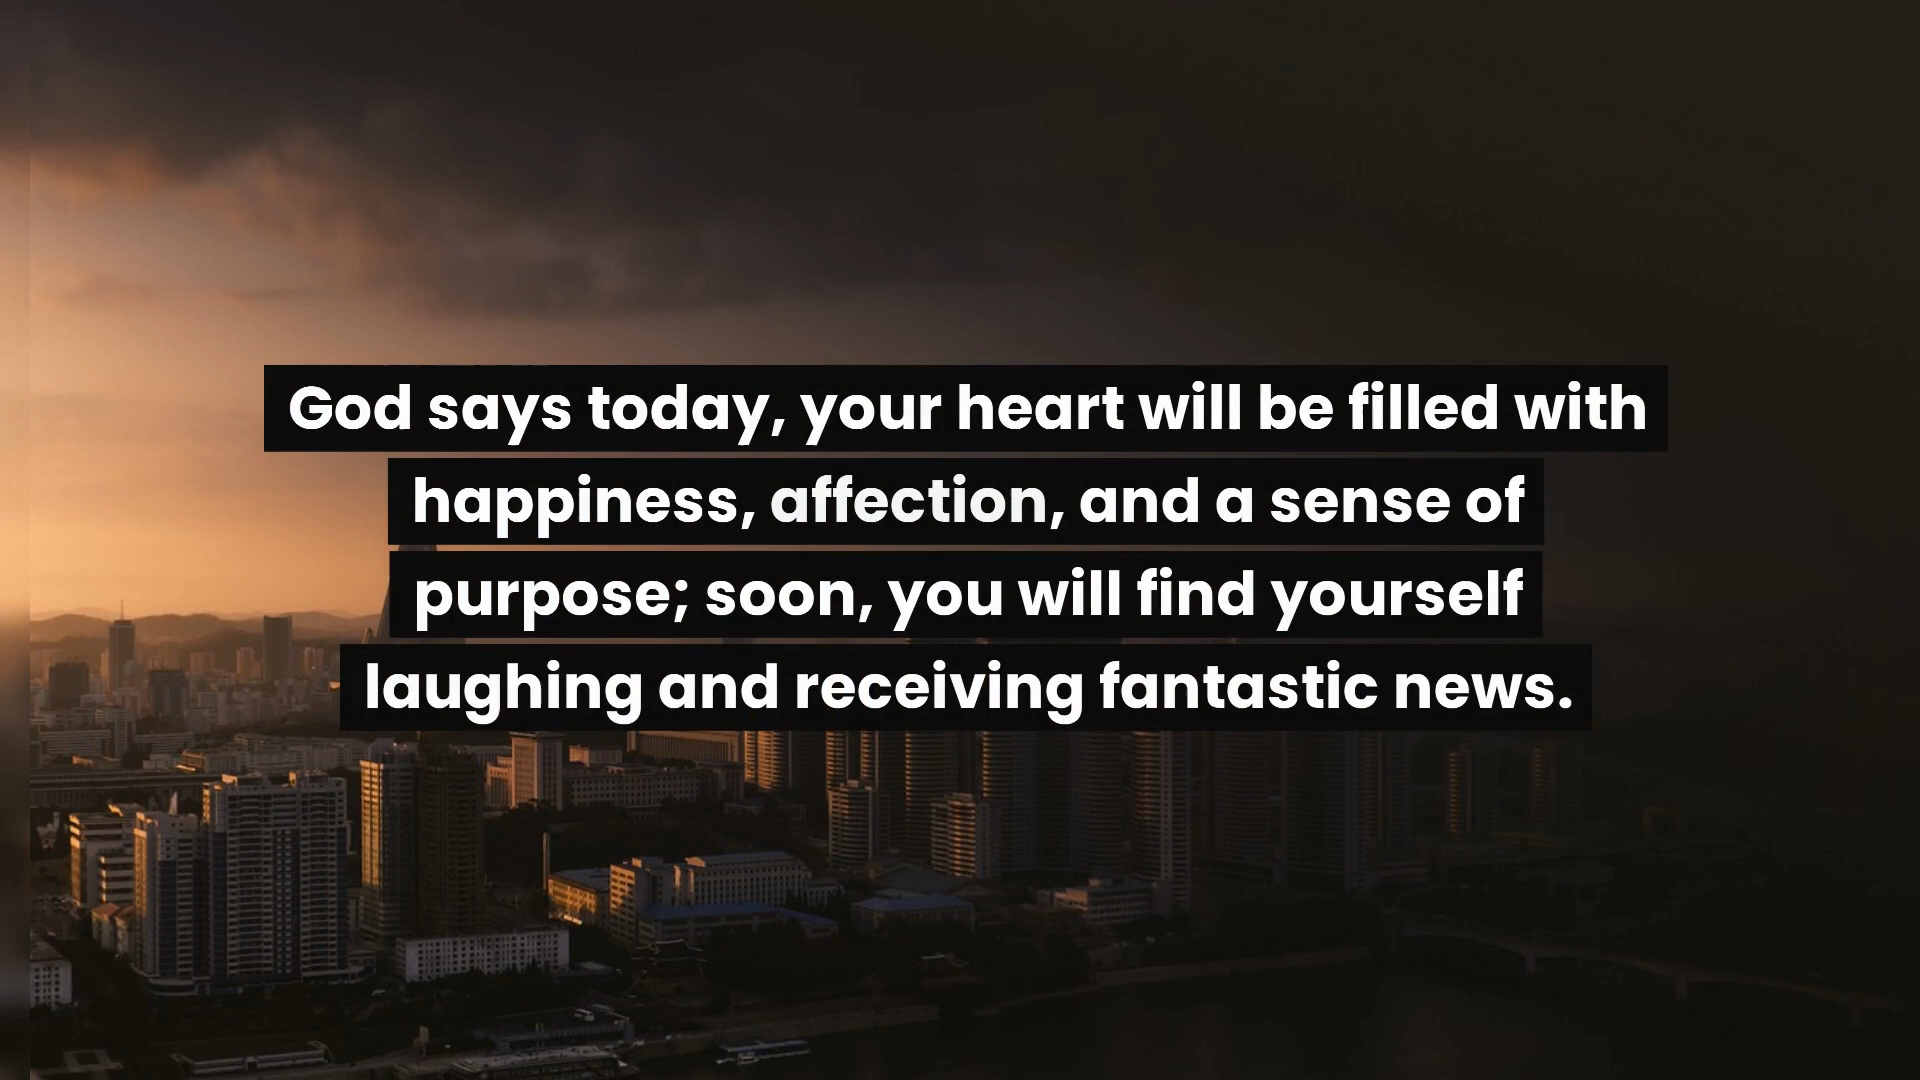 God says today, your heart will be filled with
happiness, affection, and a sense of
purpose; soon, you will find yourself
laughing and receiving fantastic news.